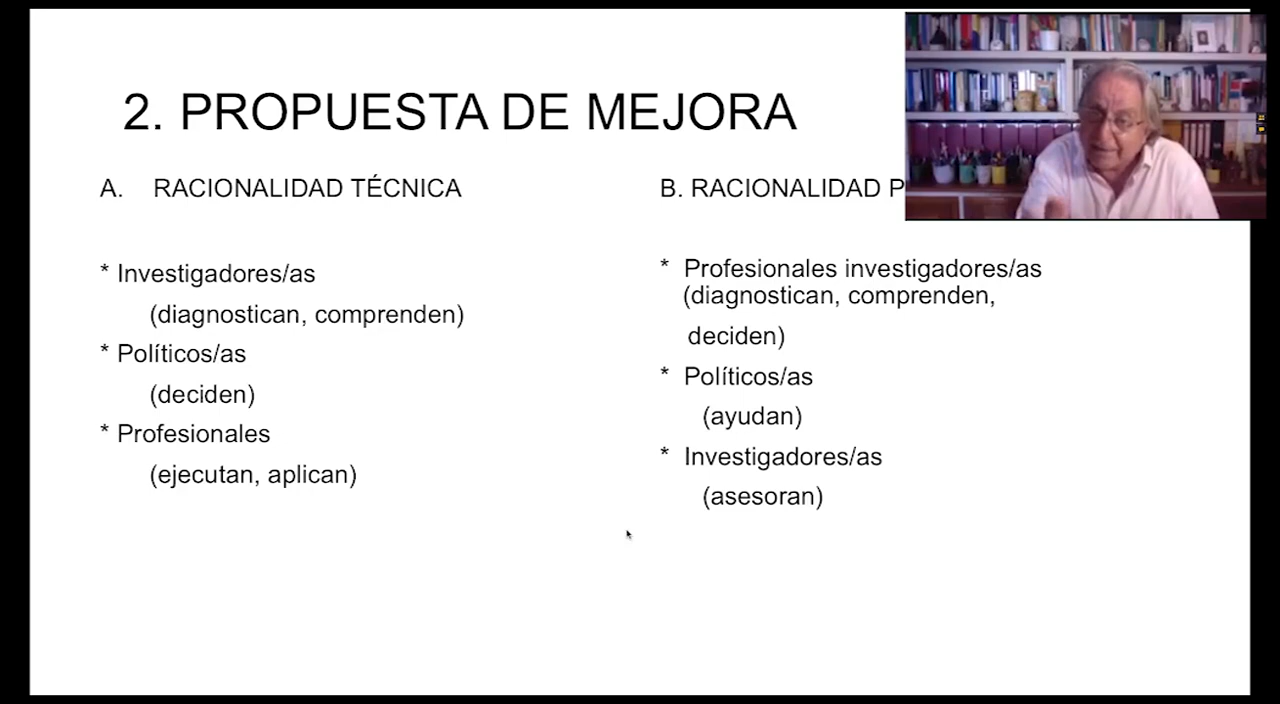 2. PROPUESTA DE MEJORA
A. RACIONALIDAD TÉCNICA
* Investigadores/as
(diagnostican, comprenden)
* Políticos/as
(deciden)
* Profesionales
(ejecutan, aplican)
B. RACIONALIDAD P
* Profesionales investigadores/as
(diagnostican, comprenden,
deciden)
* Políticos/as
(ayudan)
* Investigadores/as
(asesoran)